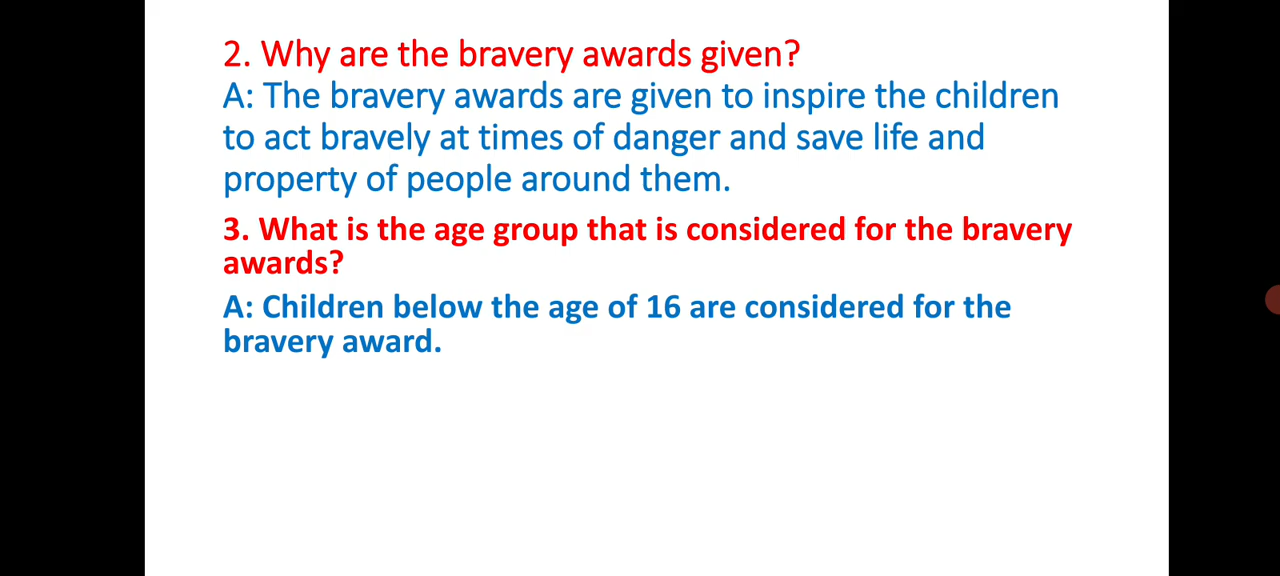 2. Why are the bravery awards given?
A: The bravery awards are given to inspire the children
to act bravely at times of danger and save life and
property of people around them.
3. What is the age group that is considered for the bravery
awards?
A: Children below the age of 16 are considered for the
bravery award.